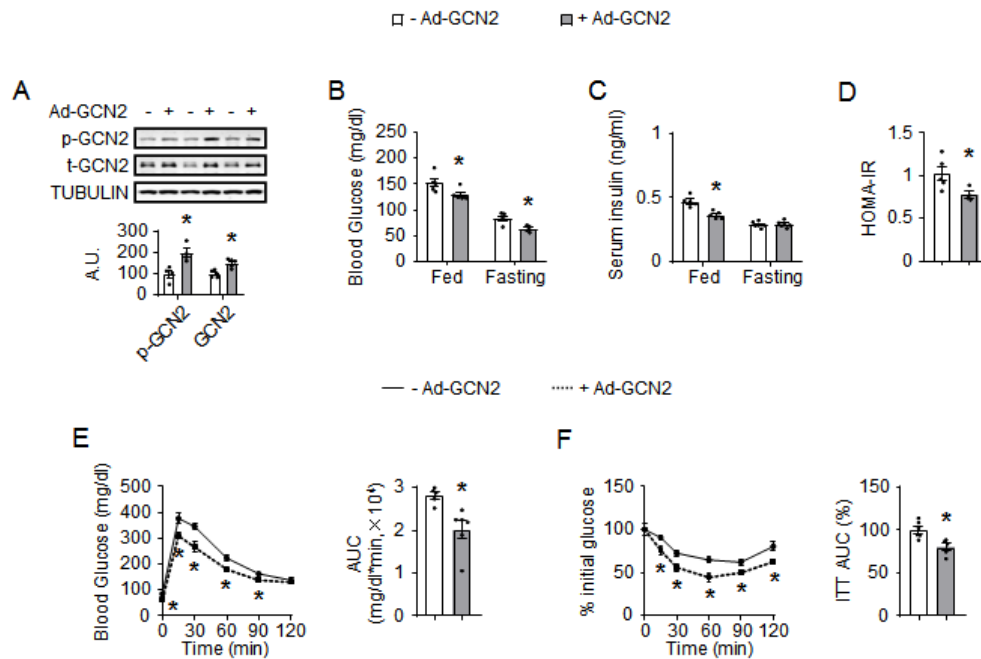 - Ad-GCN2 + Ad-GCN2
A
Ad-GCN2 - + - + - +
p-GCN2
t-GCN2
TUBULIN
A.U.
300
200
100
0
* *
p-GCN2 GCN2
B
Blood Glucose (mg/dl)
250
200
150
100
50
0
* *
Fed Fasting
C
Serum insulin (ng/ml)
1
0.5
0
*
Fed Fasting
D
HOMA-IR
1.5
1
0.5
0
*
- Ad-GCN2 + Ad-GCN2
E
Blood Glucose (mg/dl)
500
400
300
200
100
0
* * * * *
0 30 60 90 120
Time (min)
AUC
(mg/dl*min,×10⁴)
3
2
1
0
*
F
% initial glucose
150
100
50
0
* * * * *
0 30 60 90 120
Time (min)
ITT AUC (%)
150
100
50
0
*